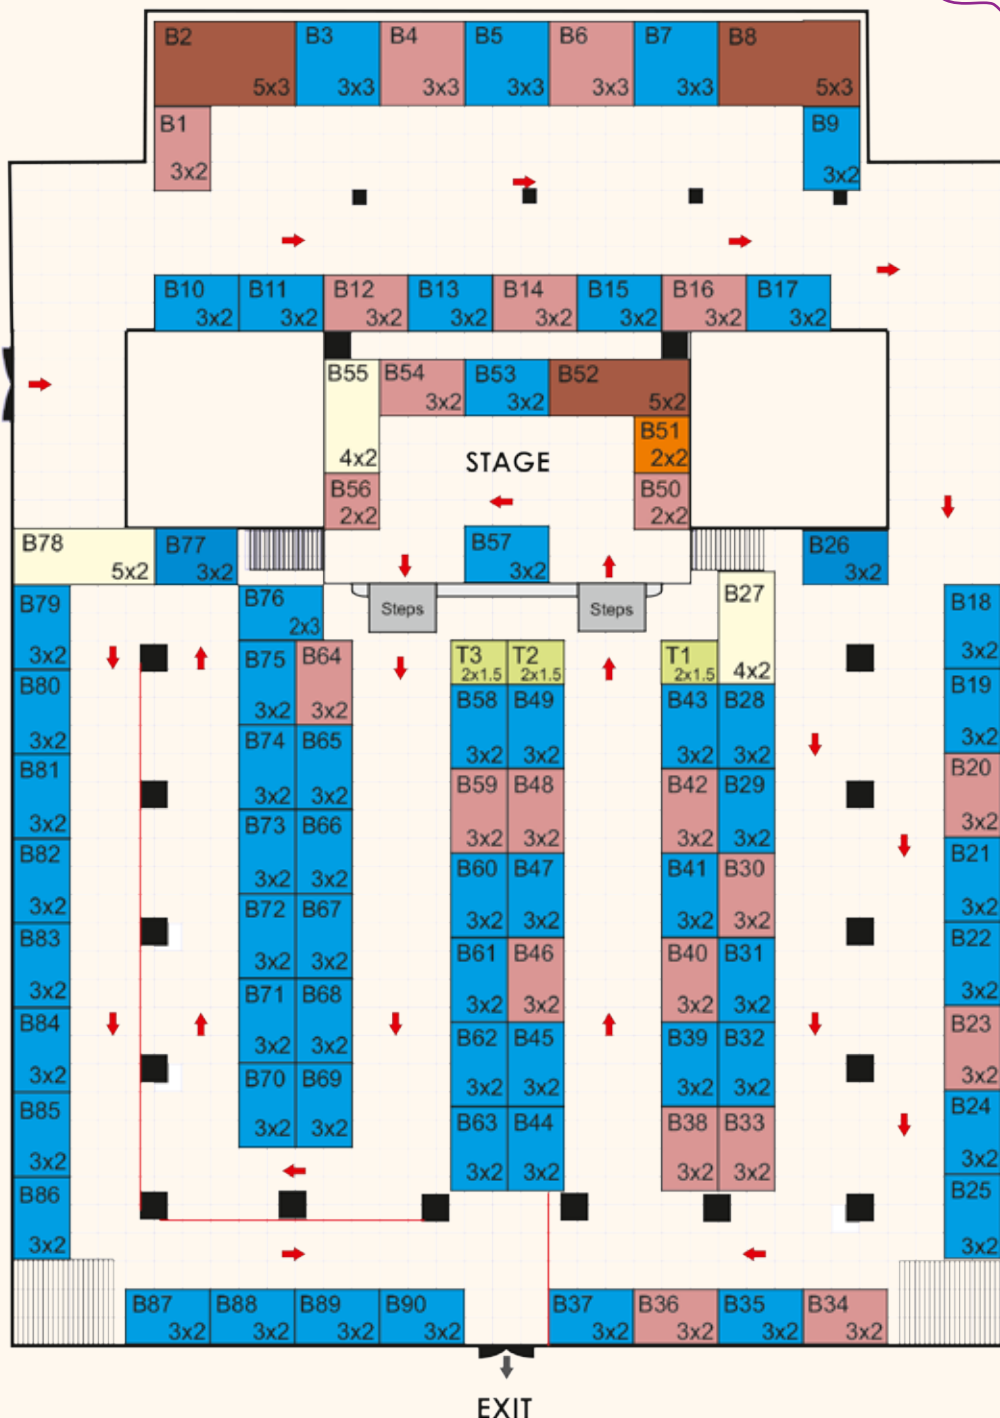 B2 B3 B4 B5 B6 B7 B8
5x3 3x3 3x3 3x3 3x3 3x3 5x3
B1 B9
3x2 3x2
B10 B11 B12 B13 B14 B15 B16 B17
3x2 3x2 3x2 3x2 3x2 3x2 3x2 3x2
B55 B54 B53 B52
3x2 3x2 5x2
B51
4x2 STAGE 2x2
B56 B50
2x2 2x2
B78 B77 B57 B26
5x2 3x2 3x2 3x2
B79 B76 Steps Steps B27 B18
2x3
3x2 B75 B64 T3 T2 T1 3x2
2x1.5 2x1.5 2x1.5 4x2
B80 3x2 3x2 B58 B49 B43 B28 B19
3x2 B74 B65 3x2 3x2 3x2 3x2 3x2
B81 3x2 3x2 B59 B48 B42 B29 B20
3x2 B73 B66 3x2 3x2 3x2 3x2 3x2
B82 3x2 3x2 B60 B47 B41 B30 B21
3x2 B72 B67 3x2 3x2 3x2 3x2 3x2
B83 3x2 3x2 B61 B46 B40 B31 B22
3x2 B71 B68 3x2 3x2 3x2 3x2 3x2
B84 3x2 3x2 B62 B45 B39 B32 B23
3x2 B70 B69 3x2 3x2 3x2 3x2 3x2
B85 3x2 3x2 B63 B44 B38 B33 B24
3x2 3x2 3x2 3x2 3x2 3x2
B86 B25
3x2 3x2
B87 B88 B89 B90 B37 B36 B35 B34
3x2 3x2 3x2 3x2 3x2 3x2 3x2 3x2
EXIT